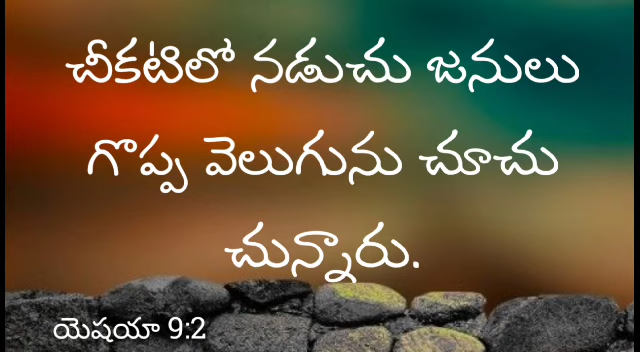 చీకటిలో నడుచు జనులు
గొప్ప వెలుగును చూచు
చున్నారు.
యెషయా 9:2